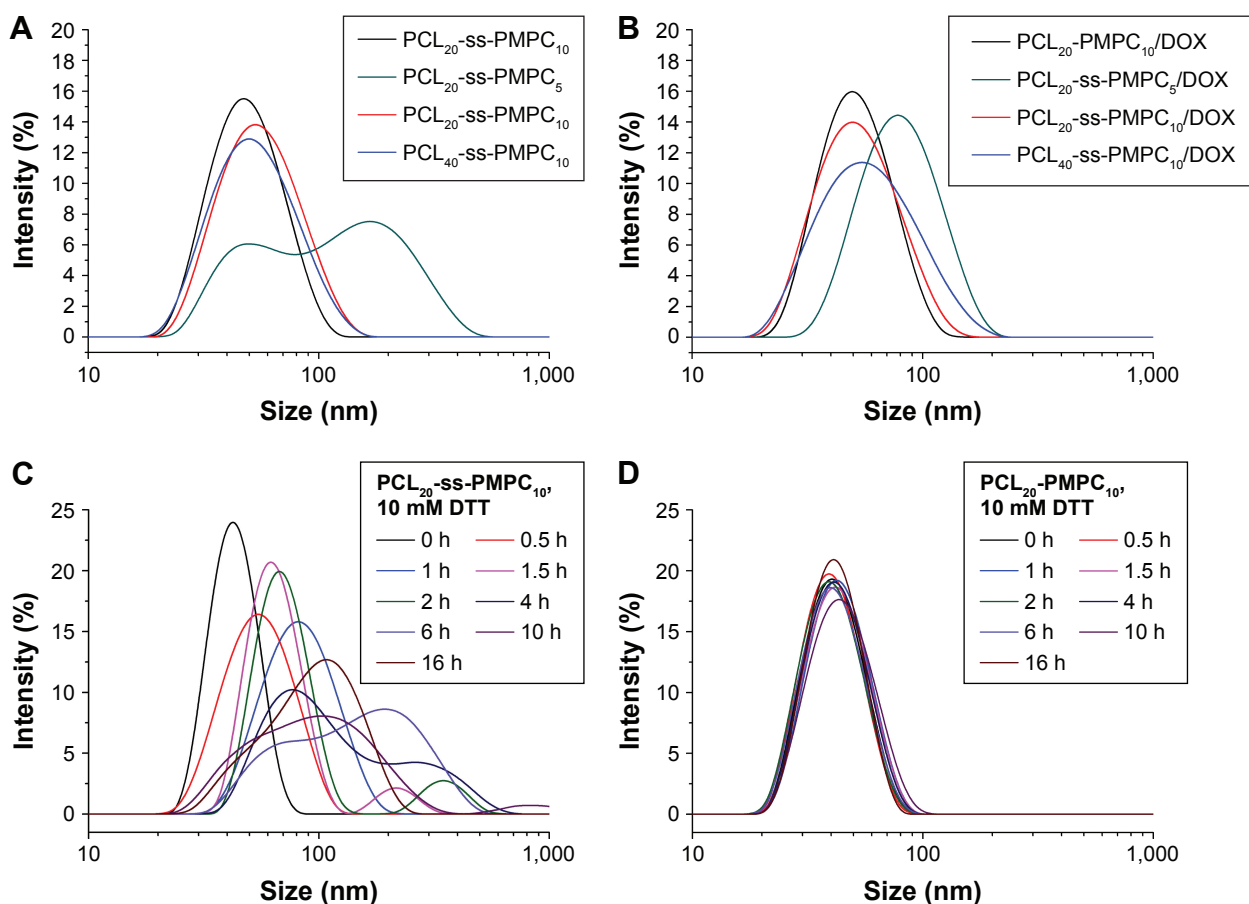 A
20
18
16
14
12
10
8
6
4
2
0
Intensity (%)
10
100
1,000
Size (nm)
PCL₂₀-ss-PMPC₁₀
PCL₂₀-ss-PMPC₅
PCL₂₀-ss-PMPC₁₀
PCL₄₀-ss-PMPC₁₀
B
20
18
16
14
12
10
8
6
4
2
0
Intensity (%)
10
100
1,000
Size (nm)
PCL₂₀-PMPC₁₀/DOX
PCL₂₀-ss-PMPC₅/DOX
PCL₂₀-ss-PMPC₁₀/DOX
PCL₄₀-ss-PMPC₁₀/DOX
C
25
20
15
10
5
0
Intensity (%)
10
100
1,000
Size (nm)
PCL₂₀-ss-PMPC₁₀,
10 mM DTT
0 h 0.5 h
1 h 1.5 h
2 h 4 h
6 h 10 h
16 h
D
25
20
15
10
5
0
Intensity (%)
10
100
1,000
Size (nm)
PCL₂₀-PMPC₁₀,
10 mM DTT
0 h 0.5 h
1 h 1.5 h
2 h 4 h
6 h 10 h
16 h